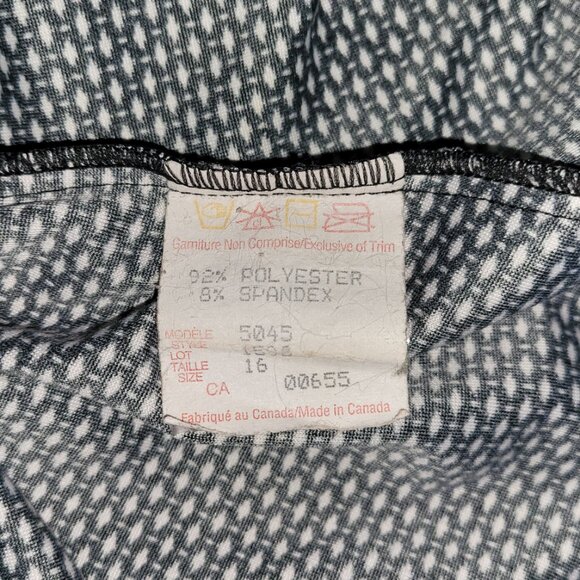 Garniture Non Comprise/Exclusive of Trim
92% POLYESTER
8% SPANDEX
MODÈLE
STYLE 5045
LOT
TAILLE
SIZE 16
CA 00655
Fabriqué au Canada/Made in Canada